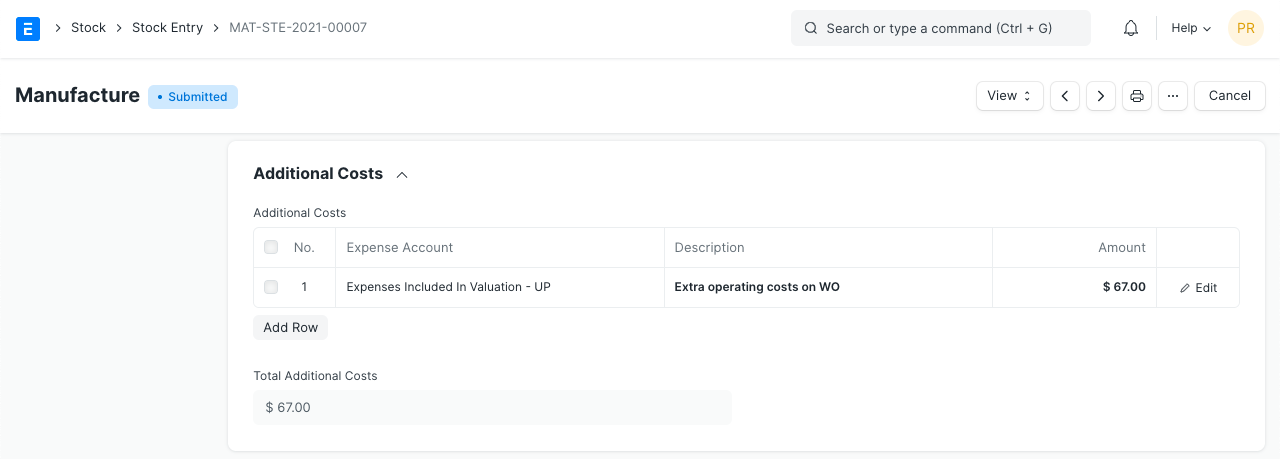 E Stock Stock Entry MAT-STE-2021-00007 Search or type a command (Ctrl + G) Help PR
Manufacture Submitted View Cancel
Additional Costs
Additional Costs
No. Expense Account Description Amount
1 Expenses Included In Valuation - UP Extra operating costs on WO $ 67.00 Edit
Add Row
Total Additional Costs
$ 67.00